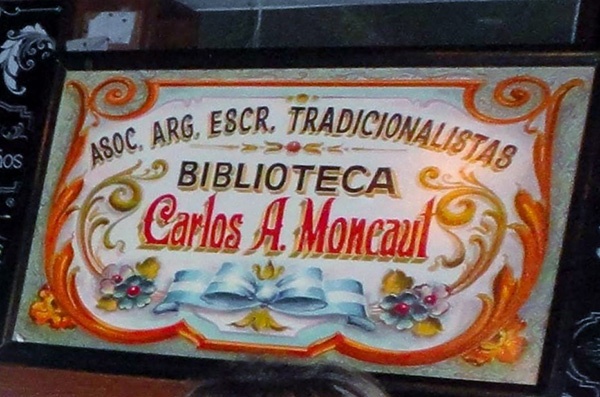 ASOC. ARG. ESCR. TRADICIONALISTAS
BIBLIOTECA
Carlos A. Moncaut